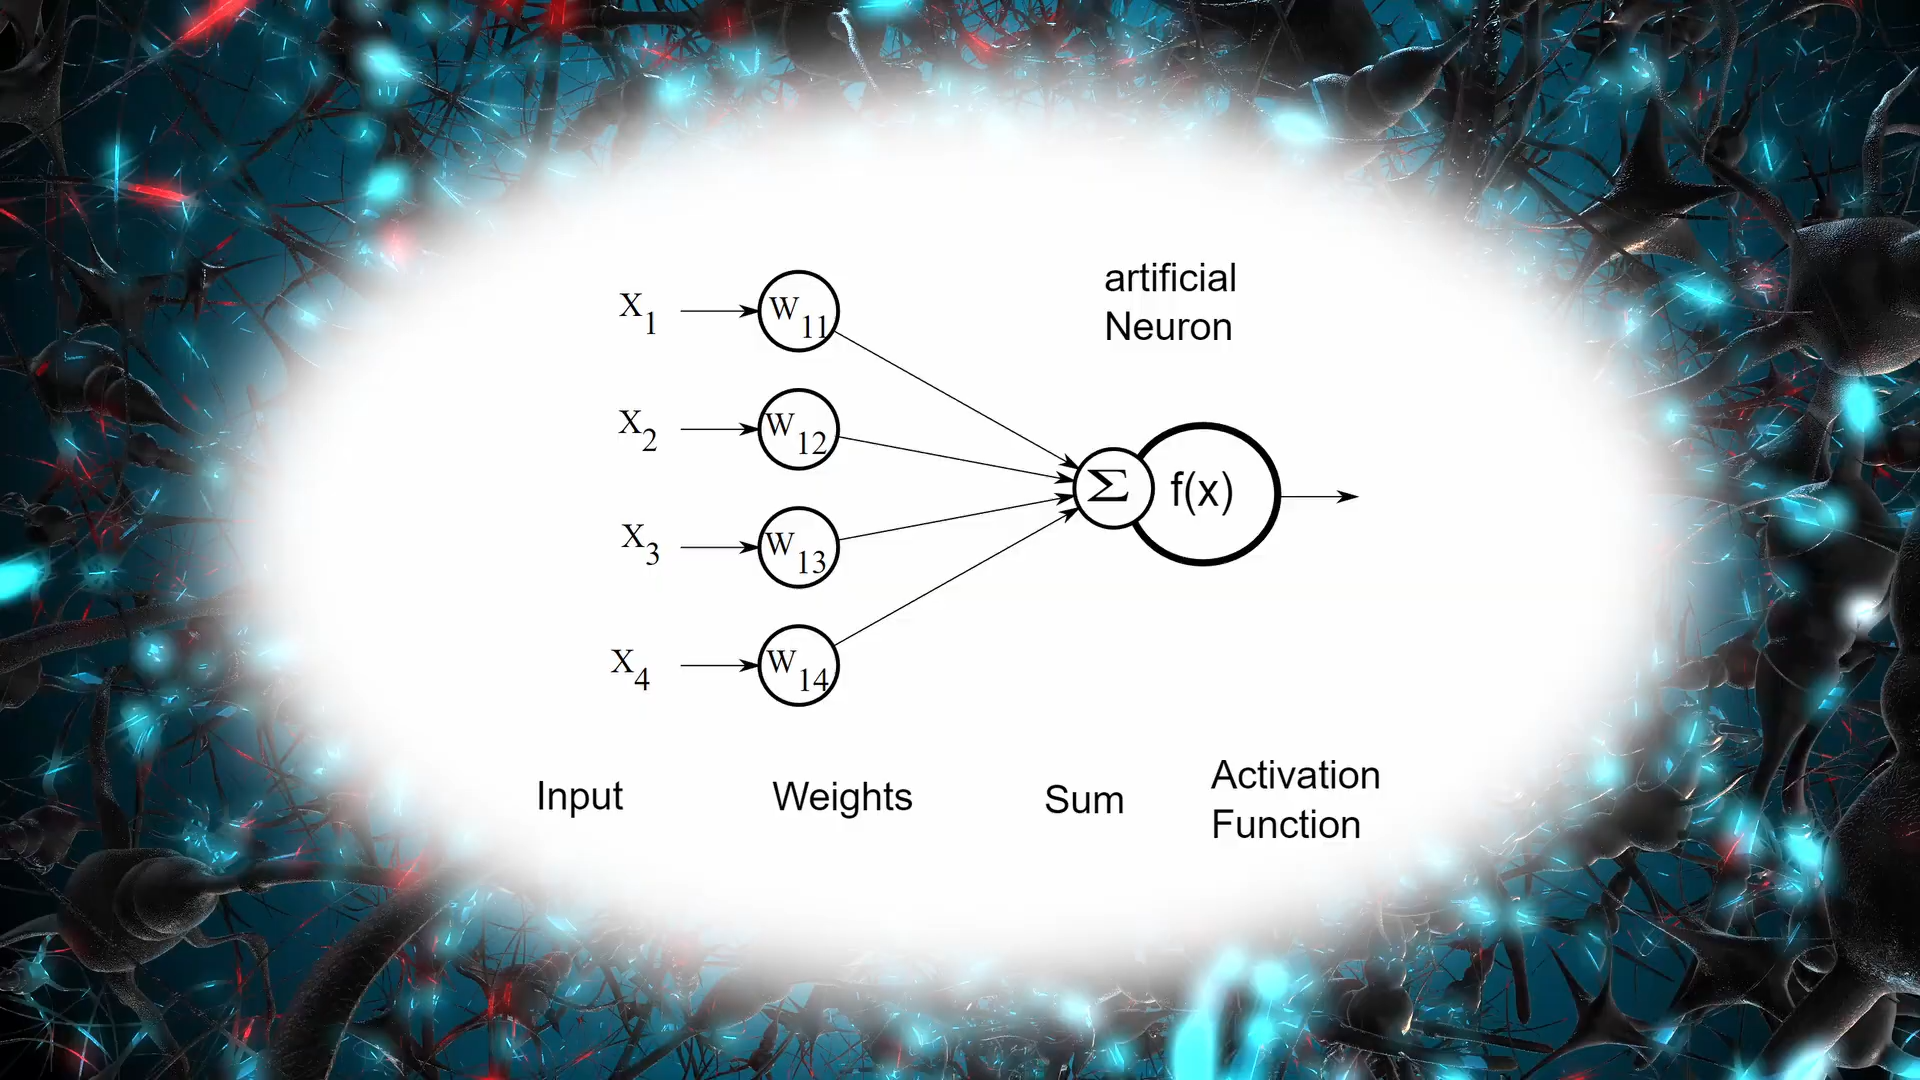 artificial
Neuron
X1
W11
X2
W12
Σ
f(x)
X3
W13
X4
W14
Input
Weights
Sum
Activation
Function